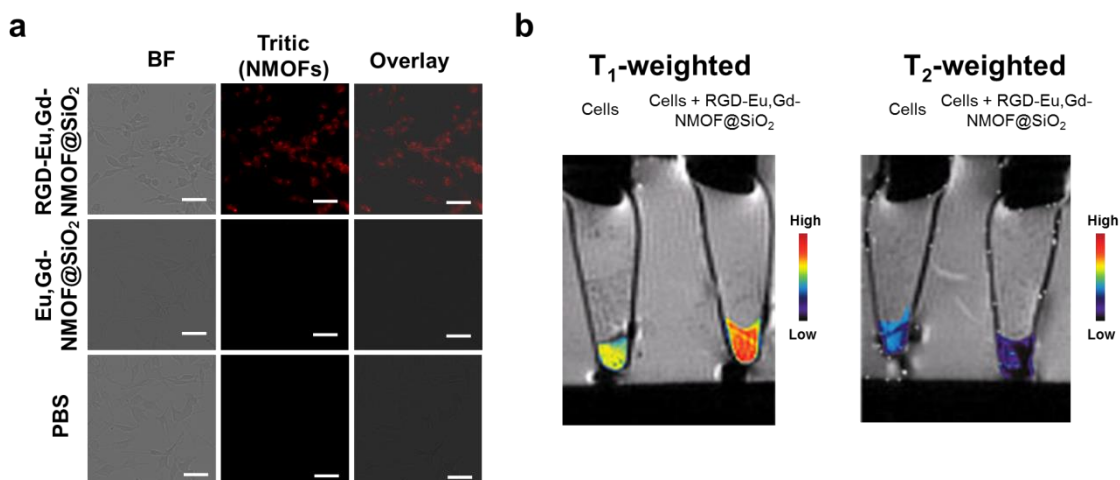 a
BF
Tritic
(NMOFs)
Overlay
RGD-Eu,Gd-
NMOF@SiO₂
Eu,Gd-
NMOF@SiO₂
PBS
b
T₁-weighted
Cells
Cells + RGD-Eu,Gd-
NMOF@SiO₂
High
Low
T₂-weighted
Cells
Cells + RGD-Eu,Gd-
NMOF@SiO₂
High
Low